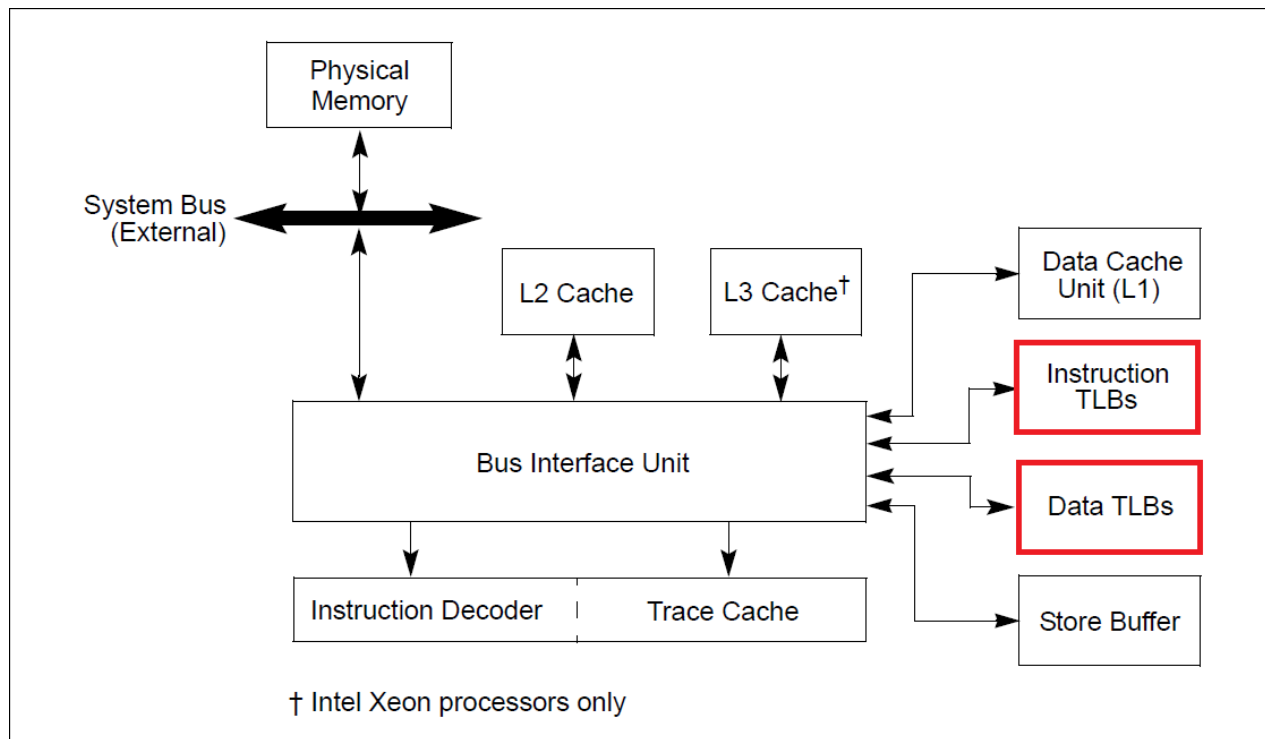 Physical
Memory
System Bus
(External)
L2 Cache
L3 Cache†
Data Cache
Unit (L1)
Instruction
TLBs
Bus Interface Unit
Data TLBs
Instruction Decoder
Trace Cache
Store Buffer
† Intel Xeon processors only